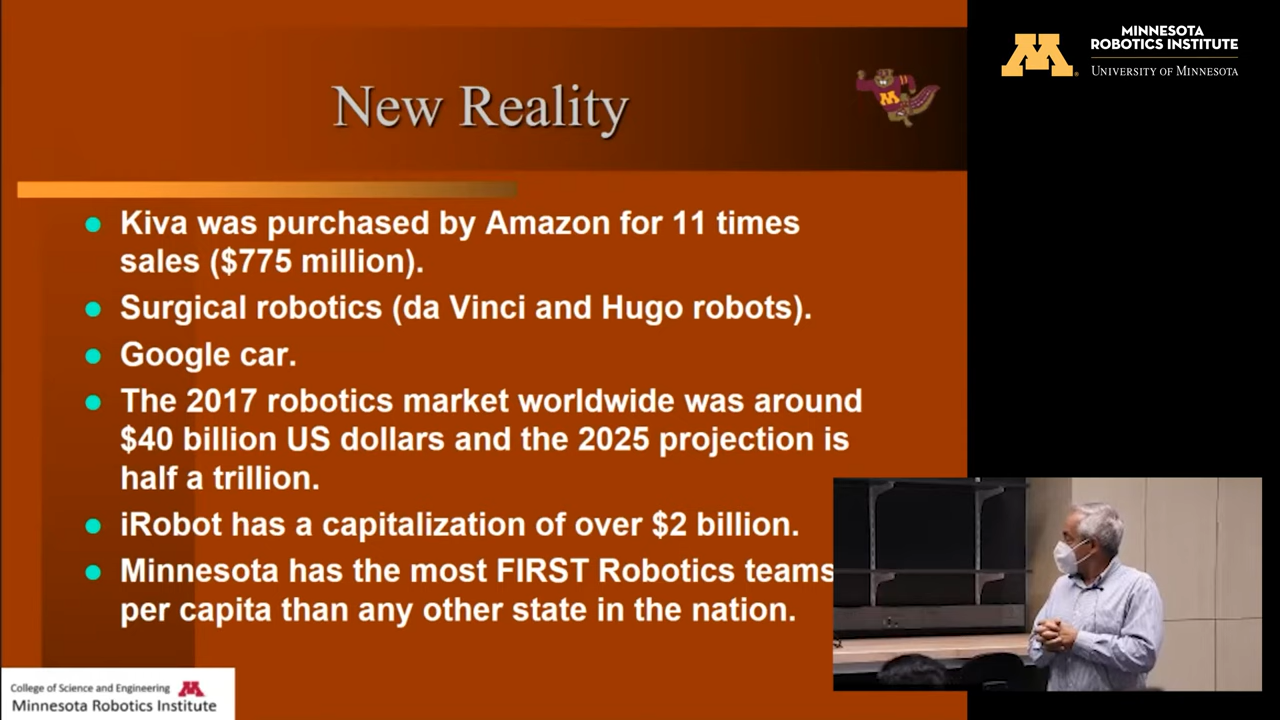 New Reality
Kiva was purchased by Amazon for 11 times
sales ($775 million).
Surgical robotics (da Vinci and Hugo robots).
Google car.
The 2017 robotics market worldwide was around
$40 billion US dollars and the 2025 projection is
half a trillion.
iRobot has a capitalization of over $2 billion.
Minnesota has the most FIRST Robotics teams
per capita than any other state in the nation.
College of Science and Engineering M
Minnesota Robotics Institute
M
MINNESOTA
ROBOTICS INSTITUTE
UNIVERSITY OF MINNESOTA
M